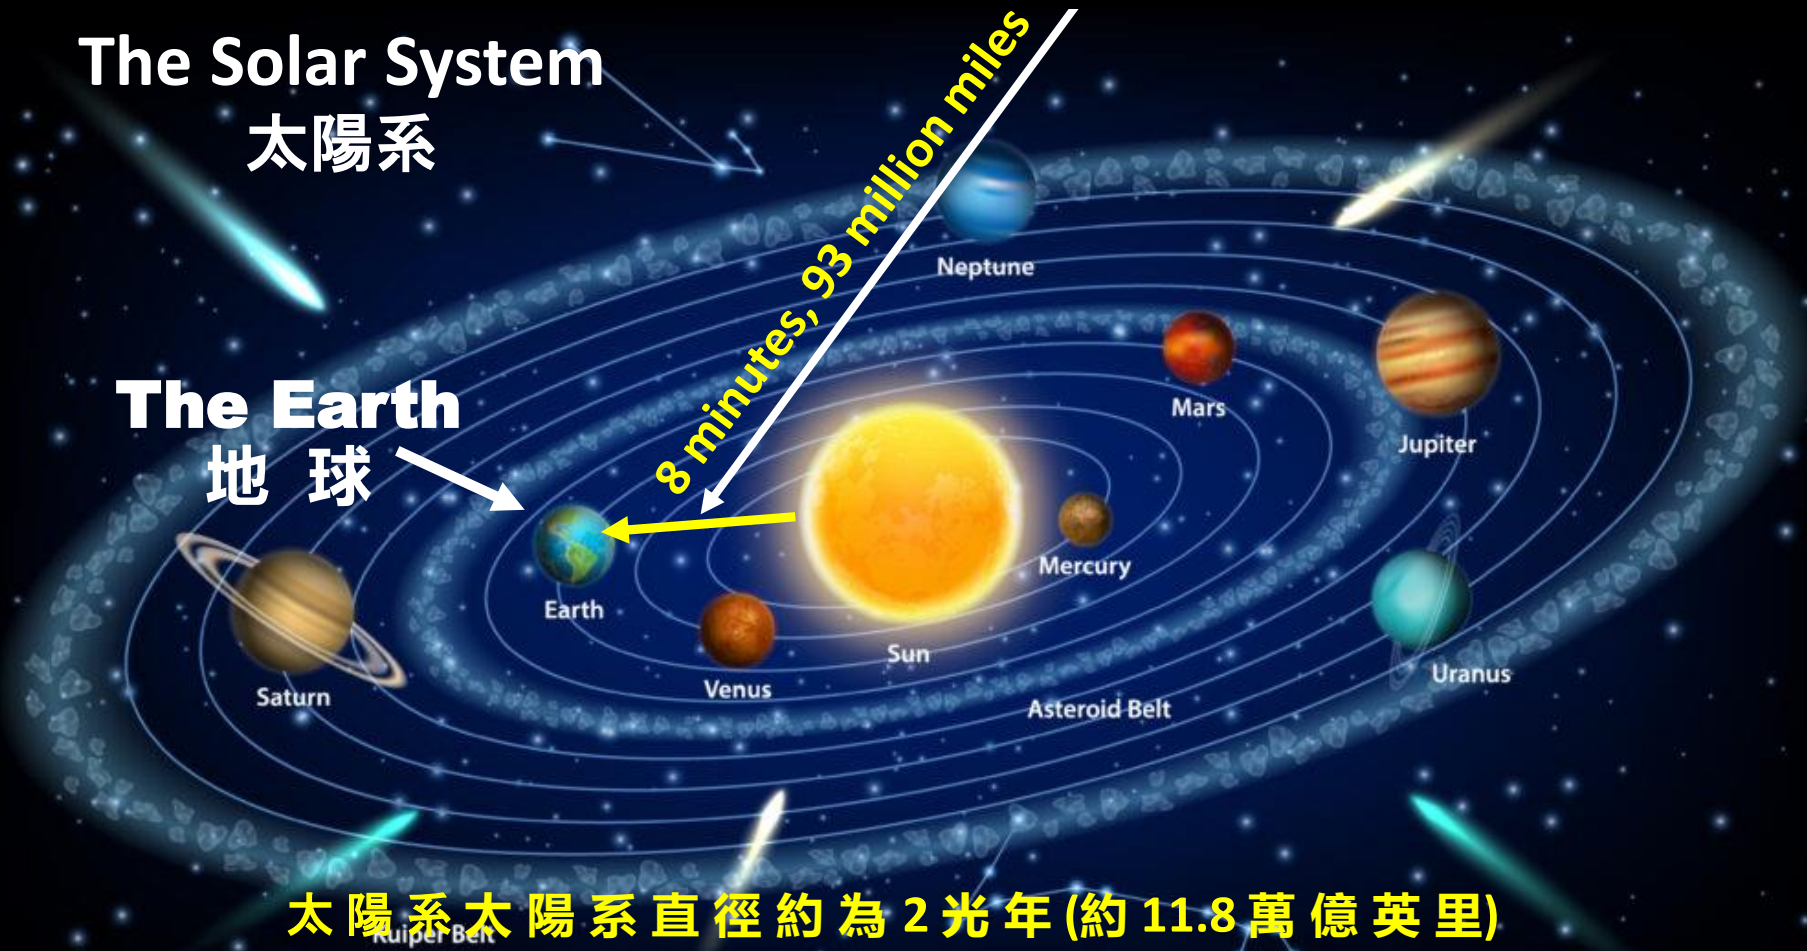 The Solar System
太陽系
8 minutes, 93 million miles
Neptune
The Earth
地 球
Mars
Jupiter
Mercury
Earth
Sun
Venus
Saturn
Uranus
Asteroid Belt
太陽系太陽系直徑約為2光年(約11.8萬億英里)
Kuiper Belt